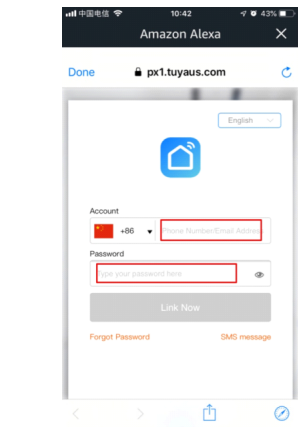 中国电信 10:42 43%
Amazon Alexa
Done px1.tuyaus.com
English
Account
+86 Phone Number/Email Address
Password
Type your password here
Link Now
Forgot Password SMS message